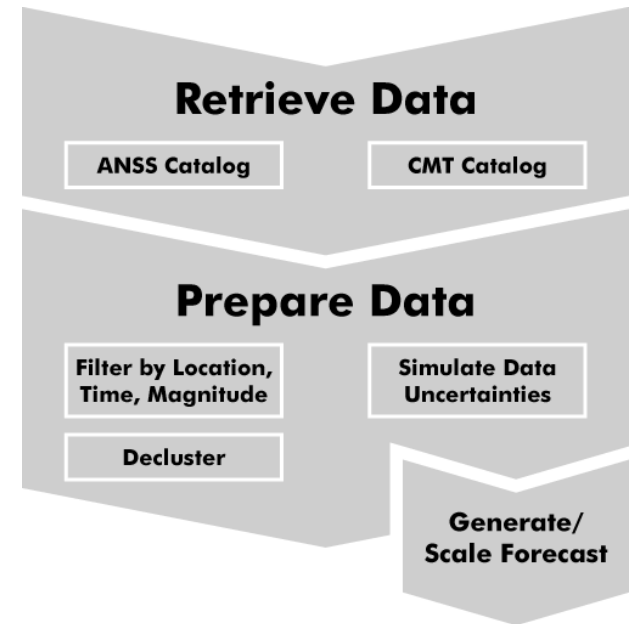 Retrieve Data
ANSS Catalog
CMT Catalog
Prepare Data
Filter by Location,
Time, Magnitude
Simulate Data
Uncertainties
Decluster
Generate/
Scale Forecast